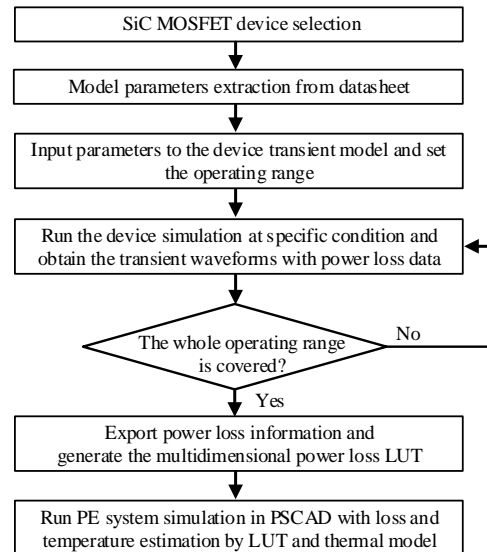 SiC MOSFET device selection
Model parameters extraction from datasheet
Input parameters to the device transient model and set
the operating range
Run the device simulation at specific condition and
obtain the transient waveforms with power loss data
The whole operating range
is covered?
No
Yes
Export power loss information and
generate the multidimensional power loss LUT
Run PE system simulation in PSCAD with loss and
temperature estimation by LUT and thermal model